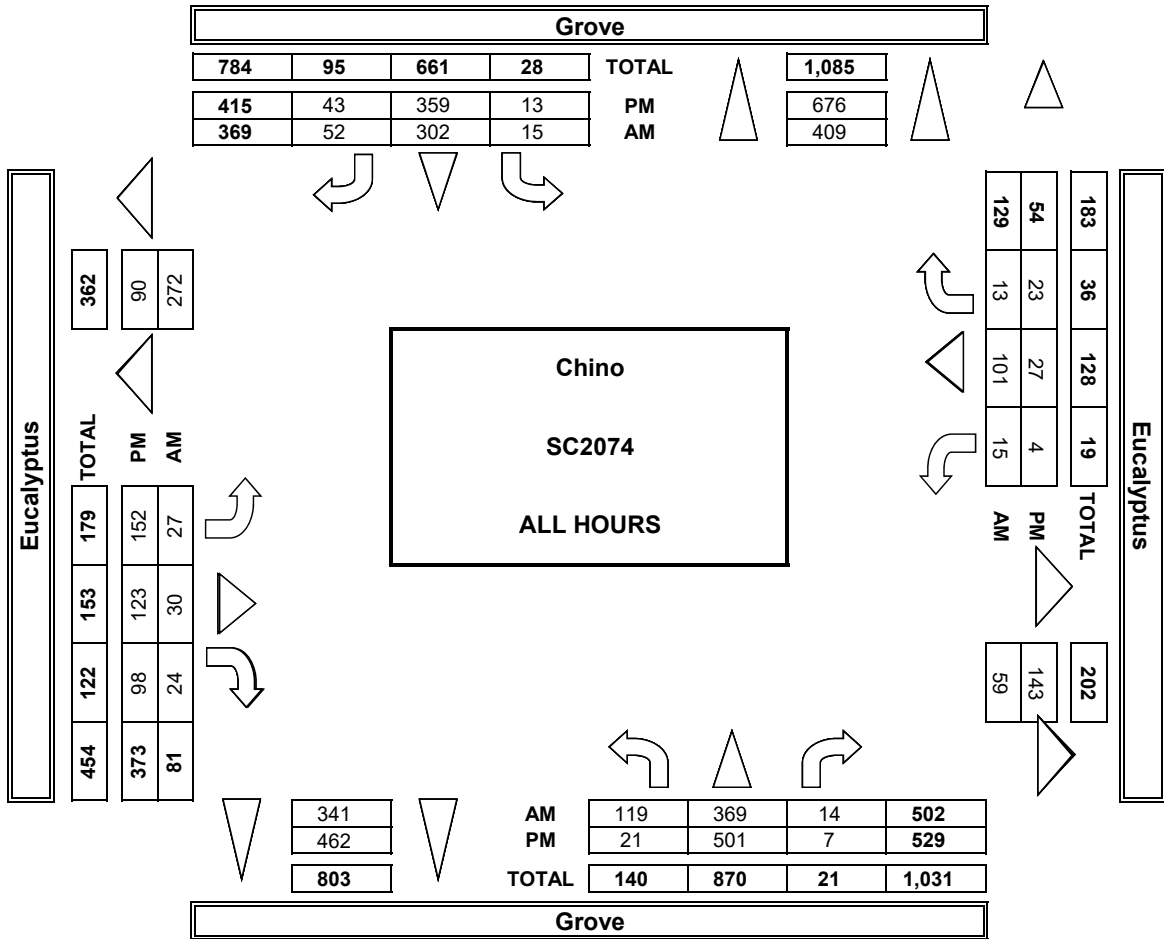 Grove
784 95 661 28 TOTAL 1,085
415 43 359 13 PM 676
369 52 302 15 AM 409
Eucalyptus
362
90 272
TOTAL PM AM
179 152 27
153 123 30
122 98 24
454 373 81
Chino
SC2074
ALL HOURS
129 54 183
13 23 36
101 27 128
15 4 19
AM PM TOTAL
59 143 202
Eucalyptus
341 AM 119 369 14 502
462 PM 21 501 7 529
803 TOTAL 140 870 21 1,031
Grove